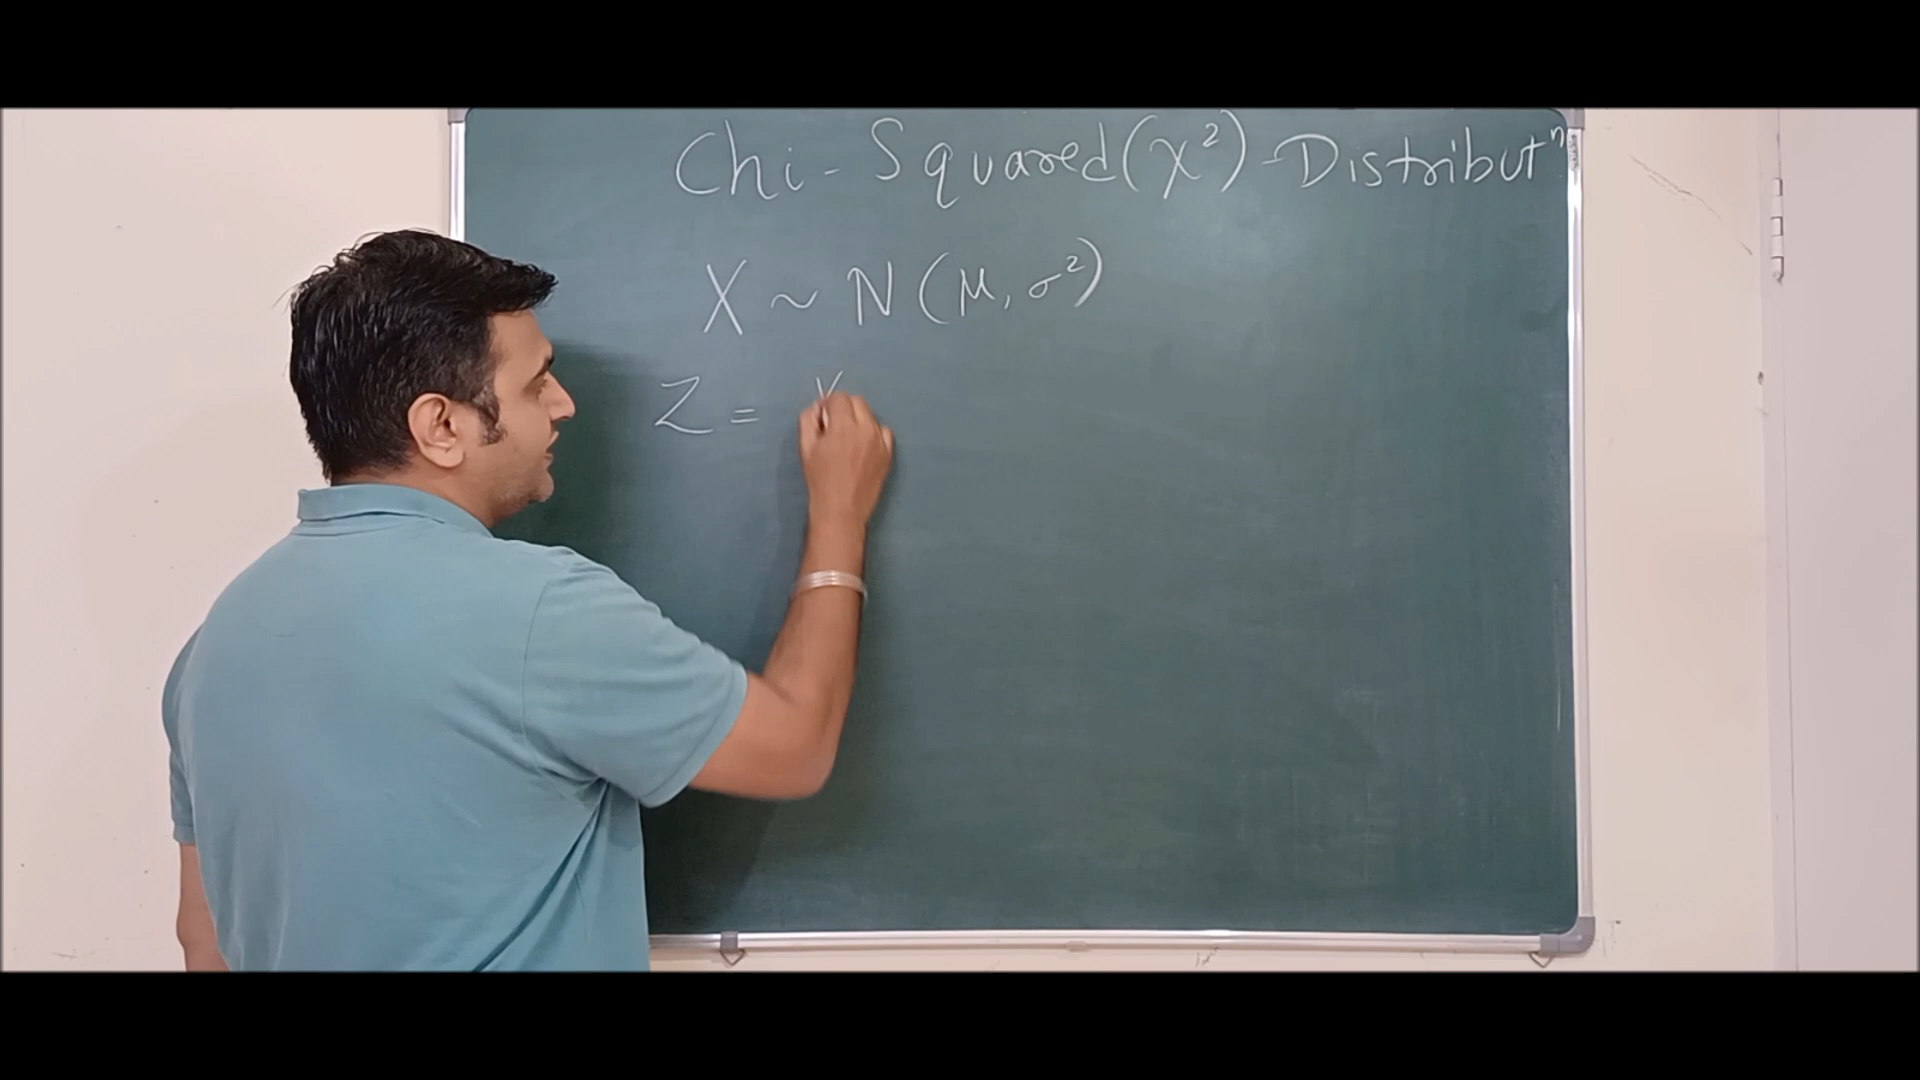 Chi-Squared(χ²)-Distributⁿ
X ~ N(μ, σ²)
Z = X